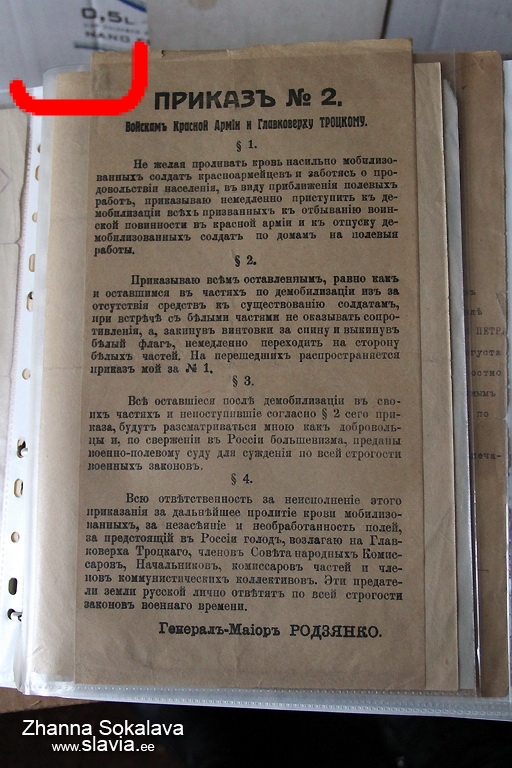 0,5L
NANO
ПРИКАЗЪ № 2.
Войскамъ Красной Арміи и Главковерху ТРОЦКОМУ.
§ 1.
Не желая проливать кровь насильно мобилизо-
ванныхъ солдатъ красноармейцевъ и заботясь о про-
довольствіи населенія, въ виду приближенія полевыхъ
работъ, приказываю немедленно приступить къ де-
мобилизаціи всѣхъ призванныхъ къ отбыванію воин-
ской повинности въ красной арміи и къ отпуску де-
мобилизованныхъ солдатъ по домамъ на полевыя
работы.
§ 2.
Приказываю всѣмъ оставленнымъ, равно какъ
и оставшимся въ частяхъ по демобилизаціи изъ за
отсутствія средствъ къ существованію солдатамъ,
при встрѣчѣ съ бѣлыми частями не оказывать сопро-
тивленія, а, закинувъ винтовки за спину и выкинувъ
бѣлый флагъ, немедленно переходить на сторону
бѣлыхъ частей. На перешедшихъ распространяется
приказъ мой за № 1.
§ 3.
Всѣ оставшіеся послѣ демобилизаціи въ сво-
ихъ частяхъ и непоступившіе согласно § 2 сего при-
каза, будутъ разсматриваться мною какъ доброволь-
цы и, по сверженіи въ Россіи большевизма, преданы
военно-полевому суду для сужденія по всей строгости
военныхъ законовъ.
§ 4.
Всю отвѣтственность за неисполненіе этого
приказанія за дальнѣйшее пролитіе крови мобилизо-
ванныхъ, за незасѣяніе и необработанность полей,
за предстоящій въ Россіи голодъ, возлагаю на Глав-
коверха Троцкаго, членовъ Совѣта народныхъ Комис-
саровъ, Начальниковъ, комиссаровъ частей и чле-
новъ коммунистическихъ коллективовъ. Эти предате-
ли земли русской лично отвѣтятъ по всей строгости
законовъ военнаго времени.
Генералъ-Маіоръ РОДЗЯНКО.
Zhanna Sokalava
www.slavia.ee